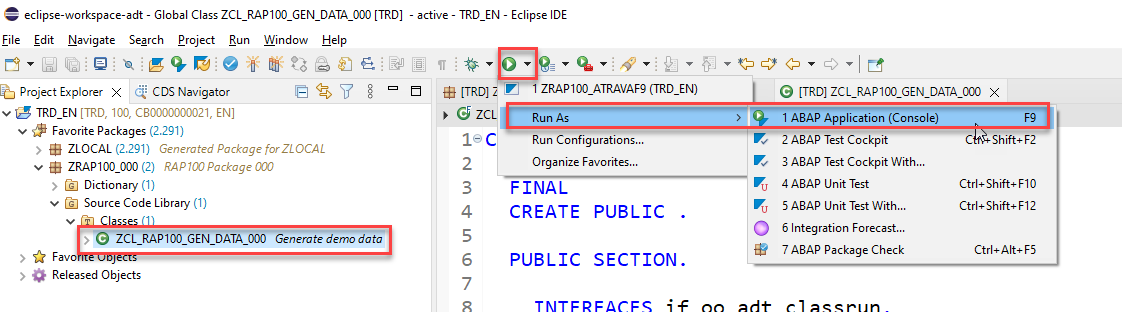 eclipse-workspace-adt - Global Class ZCL_RAP100_GEN_DATA_000 [TRD] - active - TRD_EN - Eclipse IDE
File Edit Navigate Search Project Run Window Help
Project Explorer CDS Navigator
TRD_EN [TRD, 100, CB0000000021, EN]
Favorite Packages (2.291)
ZLOCAL (2.291) Generated Package for ZLOCAL
ZRAP100_000 (2) RAP100 Package 000
Dictionary (1)
Source Code Library (1)
Classes (1)
ZCL_RAP100_GEN_DATA_000 Generate demo data
Favorite Objects
Released Objects
[TRD] Z
[TRD] ZCL_RAP100_GEN_DATA_000
ZCL
1 ZRAP100_ATRAVAF9 (TRD_EN)
Run As
Run Configurations...
Organize Favorites...
1 ABAP Application (Console) F9
2 ABAP Test Cockpit Ctrl+Shift+F2
3 ABAP Test Cockpit With...
4 ABAP Unit Test Ctrl+Shift+F10
5 ABAP Unit Test With... Ctrl+Shift+F12
6 Integration Forecast...
7 ABAP Package Check Ctrl+Alt+F5
1 C
3 FINAL
4 CREATE PUBLIC .
5
6 PUBLIC SECTION.
7
8 INTERFACES if_oo_adt_classrun.